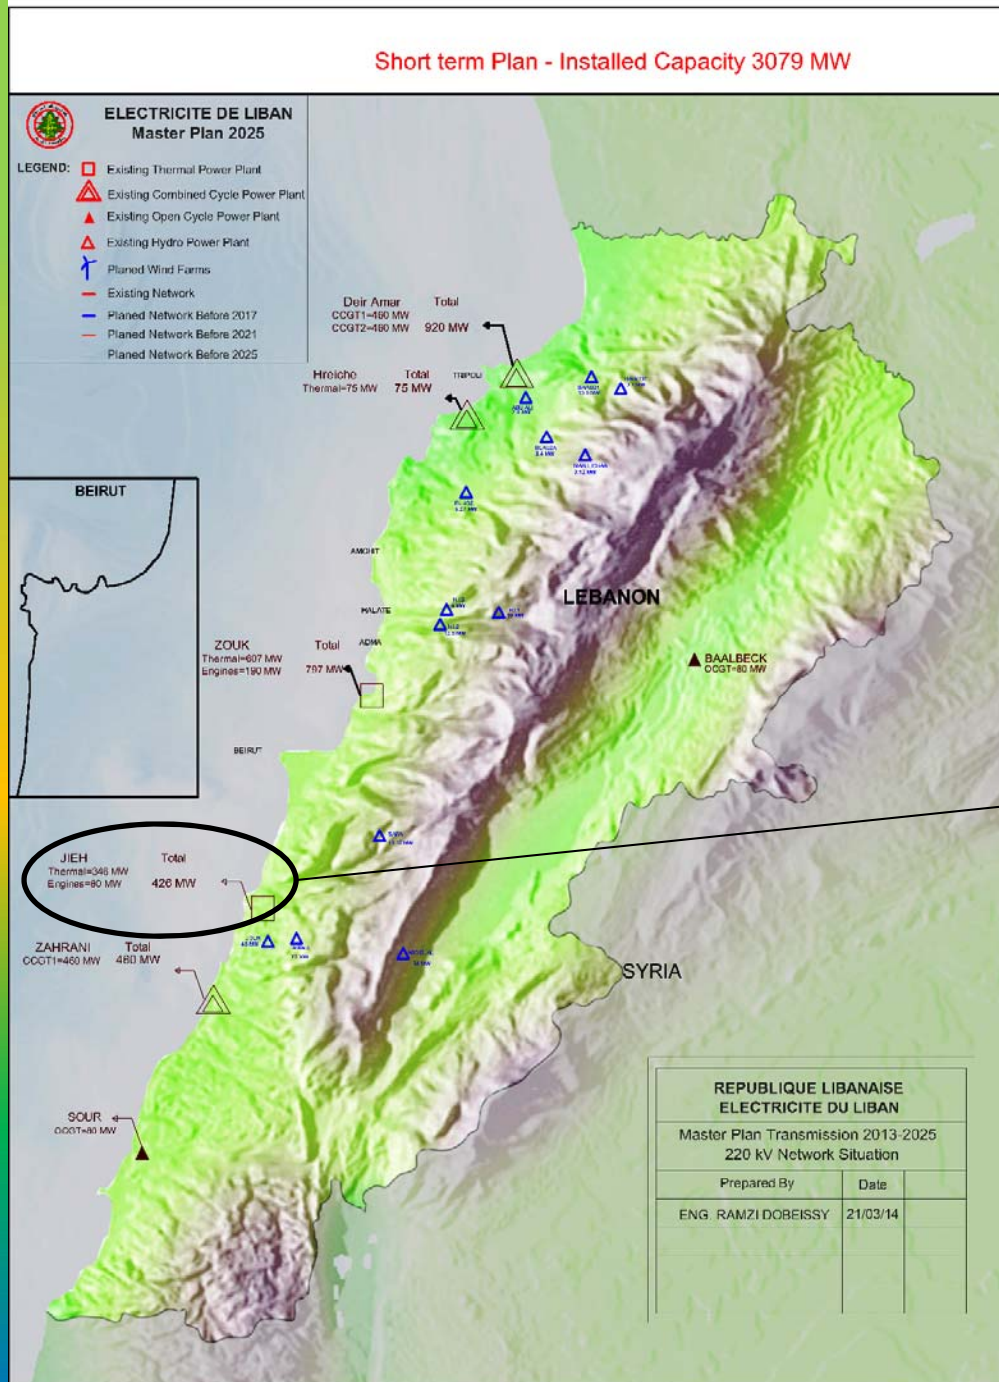 Short term Plan - Installed Capacity 3079 MW
ELECTRICITE DE LIBAN
Master Plan 2025
LEGEND:
Existing Thermal Power Plant
Existing Combined Cycle Power Plant
Existing Open Cycle Power Plant
Existing Hydro Power Plant
Planed Wind Farms
Existing Network
Planed Network Before 2017
Planed Network Before 2021
Planed Network Before 2025
Deir Amar Total
CCGT1=460 MW
CCGT2=460 MW 920 MW
Hreiche Total
Thermal=75 MW 75 MW
TRIPOLI
BEIRUT
AMCHIT
HALATE
LEBANON
ZOUK Total
ADMA
Thermal=607 MW
Engines=190 MW 797 MW
BAALBECK
OCGT=80 MW
BEIRUT
JIEH Total
Thermal=346 MW
Engines=80 MW 426 MW
ZAHRANI Total
CCGT1=460 MW 460 MW
SYRIA
SOUR
OCGT=80 MW
REPUBLIQUE LIBANAISE
ELECTRICITE DU LIBAN
Master Plan Transmission 2013-2025
220 kV Network Situation
Prepared By Date
ENG. RAMZI DOBEISSY 21/03/14